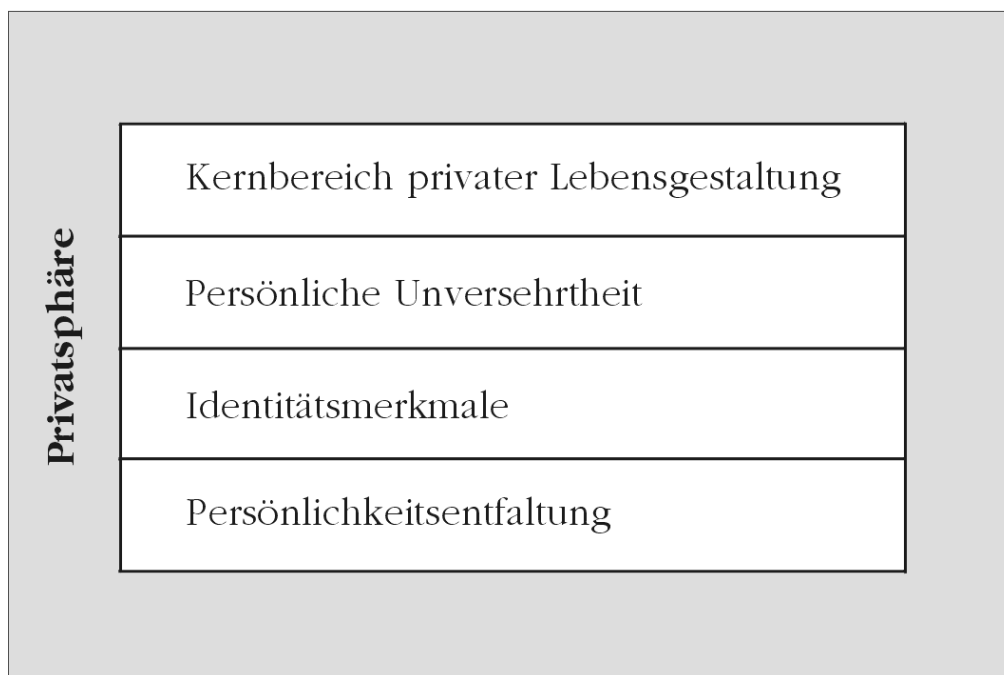 Privatsphäre
Kernbereich privater Lebensgestaltung
Persönliche Unversehrtheit
Identitätsmerkmale
Persönlichkeitsentfaltung